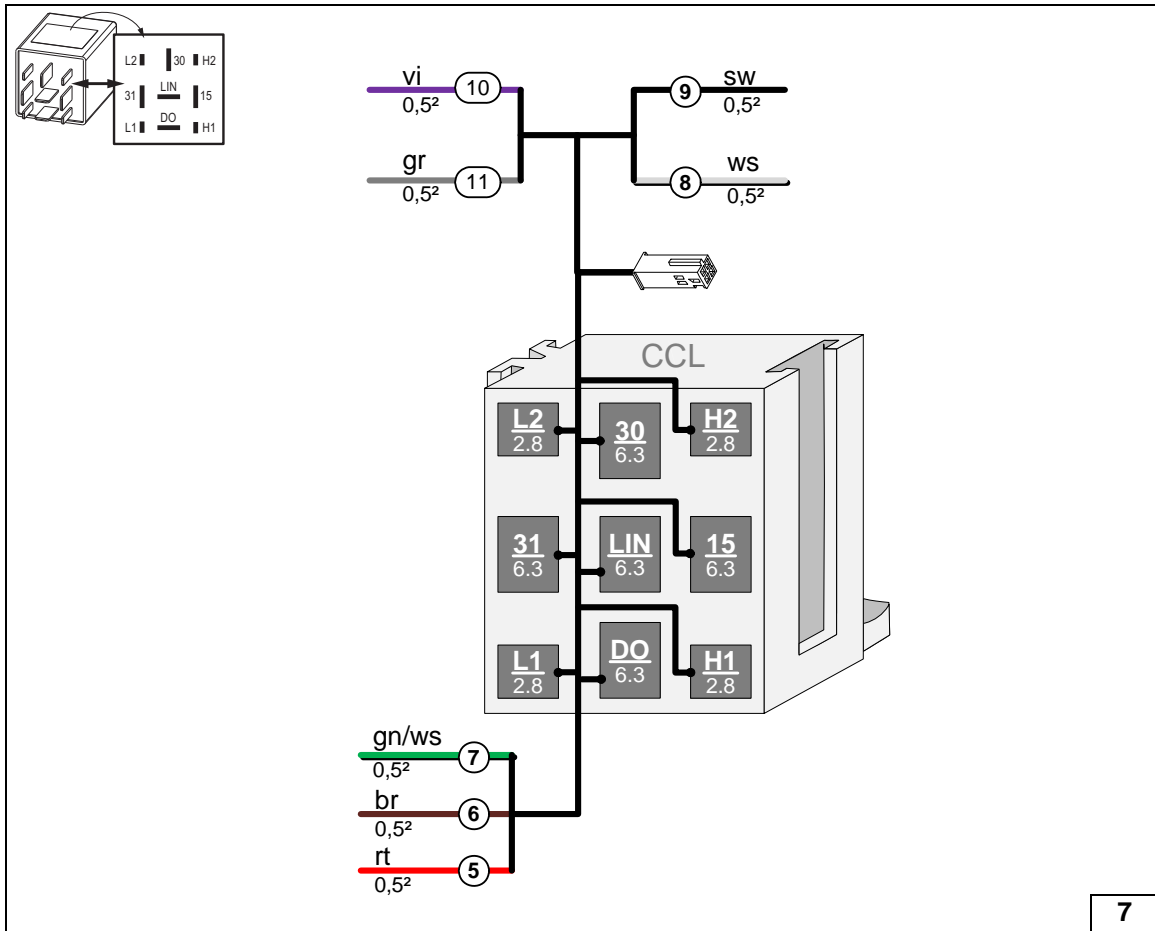 L2 30 H2
31 LIN 15
L1 DO H1
vi
0,5²
10
gr
0,5²
11
9
sw
0,5²
8
ws
0,5²
CCL
L2
2.8
30
6.3
H2
2.8
31
6.3
LIN
6.3
15
6.3
L1
2.8
DO
6.3
H1
2.8
gn/ws
0,5²
7
br
0,5²
6
rt
0,5²
5
7